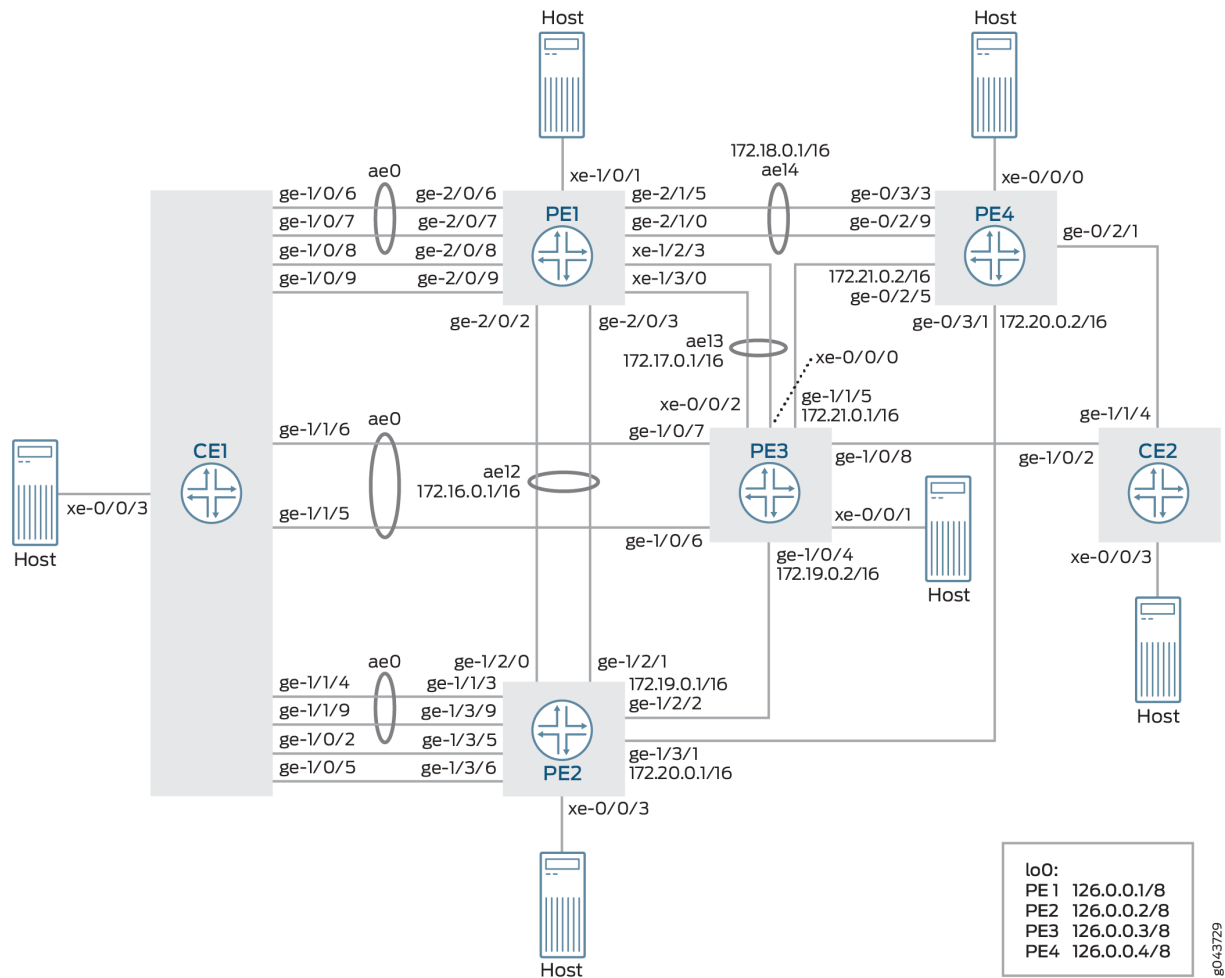 Host
Host
172.18.0.1/16
ae0
ae14
xe-1/0/1
xe-0/0/0
ge-1/0/6
ge-2/0/6
ge-2/1/5
ge-0/3/3
PE1
PE4
ge-1/0/7
ge-2/0/7
ge-2/1/0
ge-0/2/9
ge-0/2/1
ge-1/0/8
ge-2/0/8
xe-1/2/3
ge-1/0/9
ge-2/0/9
xe-1/3/0
172.21.0.2/16
ge-0/2/5
ge-2/0/2
ge-2/0/3
ge-0/3/1
172.20.0.2/16
ae13
172.17.0.1/16
xe-0/0/0
xe-0/0/2
ge-1/1/5
172.21.0.1/16
ae0
ge-1/1/4
ge-1/1/6
ge-1/0/7
CE1
PE3
ge-1/0/8
ge-1/0/2
CE2
ae12
172.16.0.1/16
xe-0/0/3
Host
ge-1/1/5
ge-1/0/6
xe-0/0/1
Host
ge-1/0/4
172.19.0.2/16
xe-0/0/3
Host
ae0
ge-1/2/0
ge-1/2/1
ge-1/1/4
ge-1/1/3
172.19.0.1/16
ge-1/2/2
ge-1/1/9
ge-1/3/9
ge-1/0/2
ge-1/3/5
ge-1/3/1
172.20.0.1/16
ge-1/0/5
ge-1/3/6
PE2
xe-0/0/3
Host
lo0:
PE 1 126.0.0.1/8
PE2 126.0.0.2/8
PE3 126.0.0.3/8
PE4 126.0.0.4/8
g043729